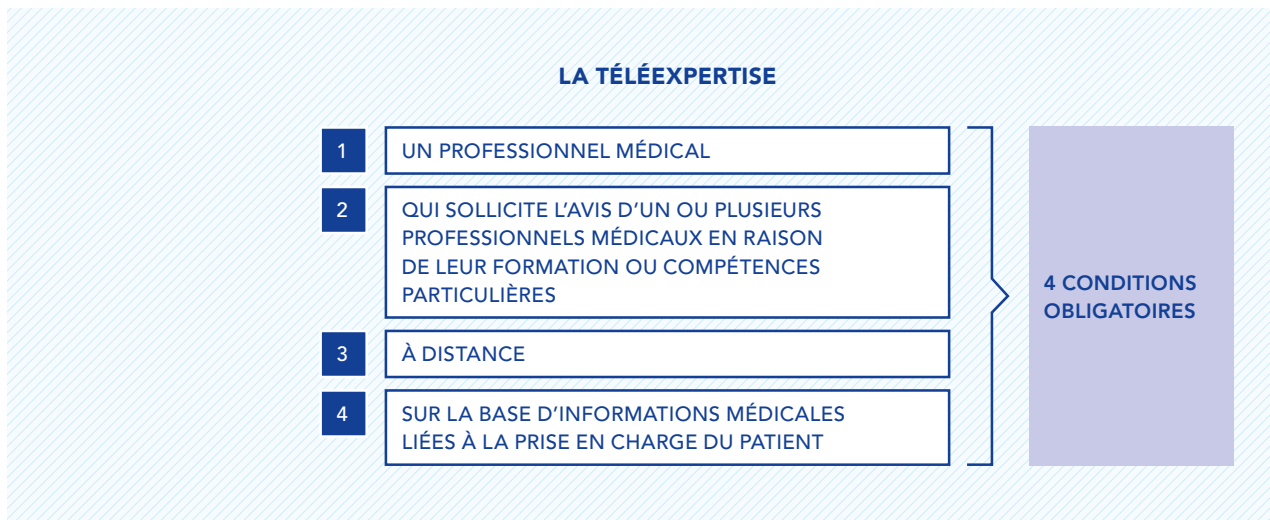 LA TÉLÉEXPERTISE
1
UN PROFESSIONNEL MÉDICAL
2
QUI SOLLICITE L’AVIS D’UN OU PLUSIEURS
PROFESSIONNELS MÉDICAUX EN RAISON
DE LEUR FORMATION OU COMPÉTENCES
PARTICULIÈRES
3
À DISTANCE
4
SUR LA BASE D’INFORMATIONS MÉDICALES
LIÉES À LA PRISE EN CHARGE DU PATIENT
4 CONDITIONS
OBLIGATOIRES